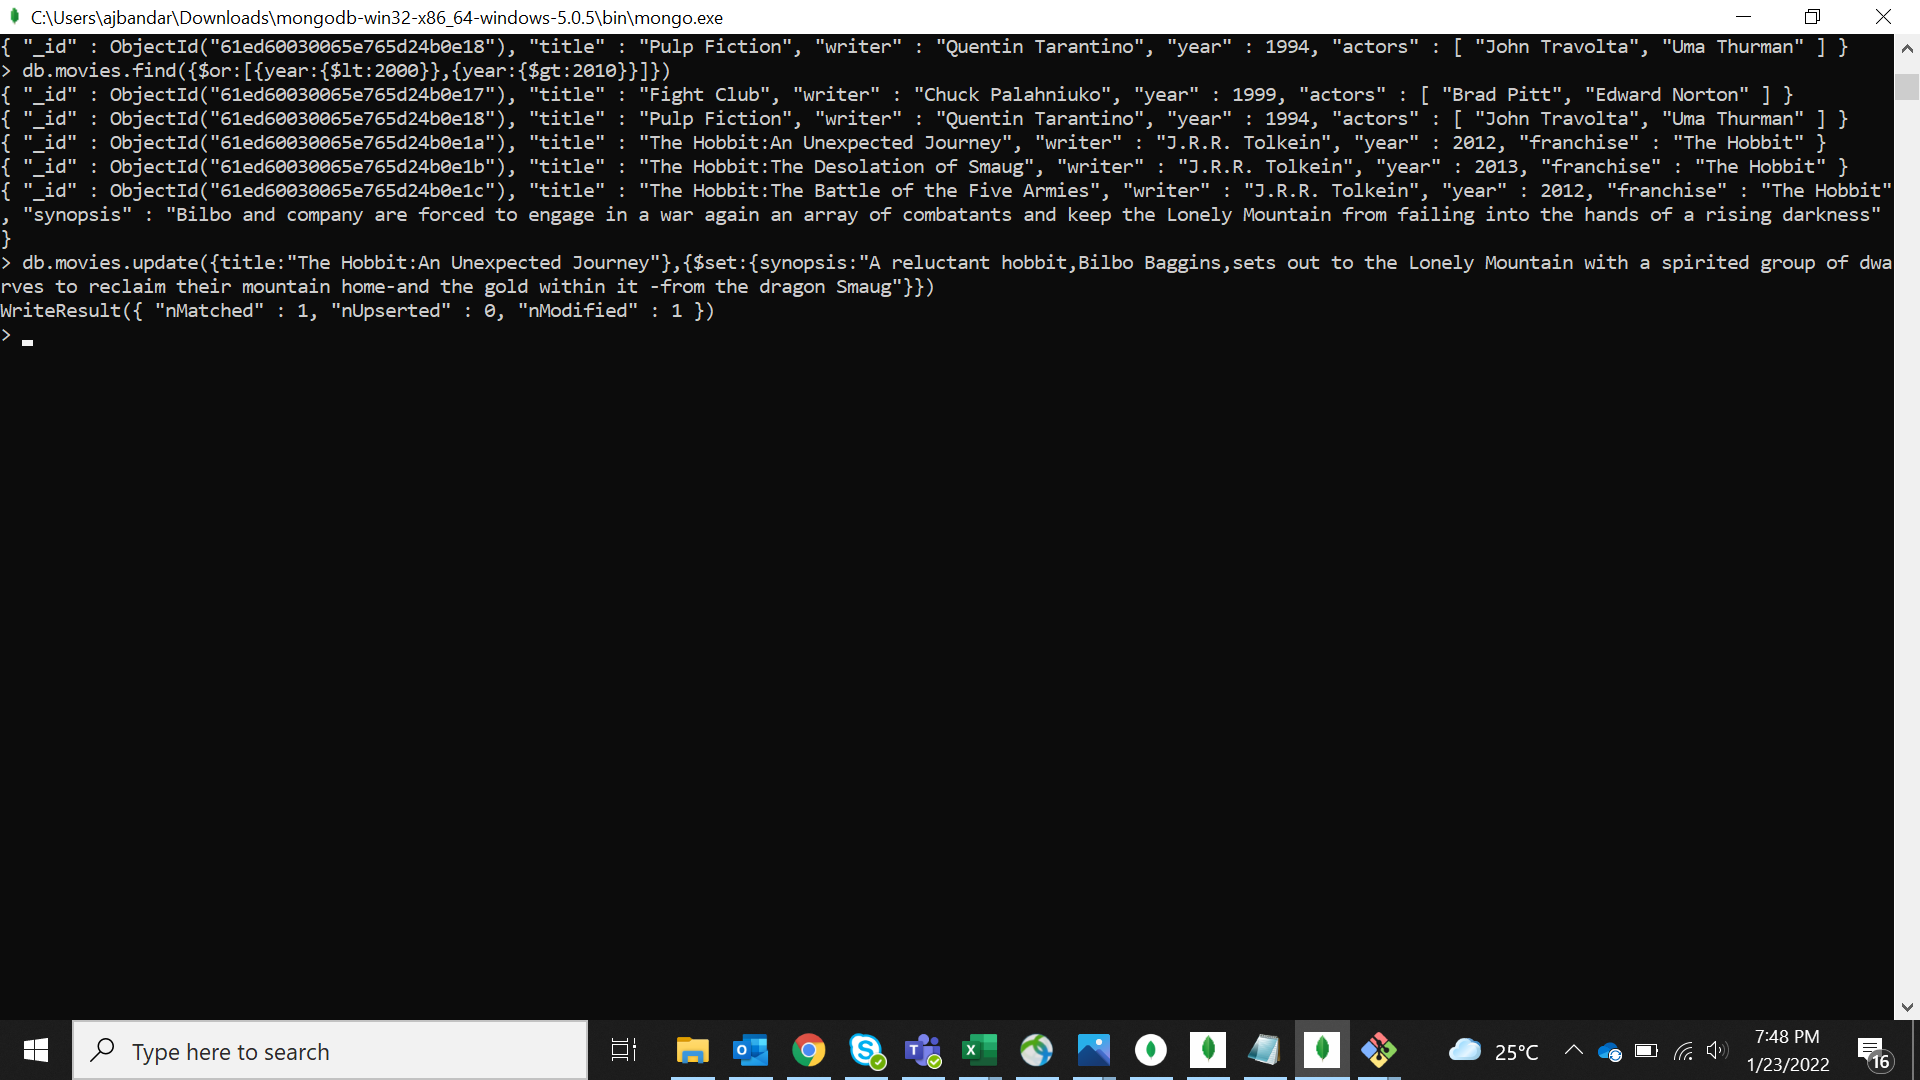 C:\Users\ajbandar\Downloads\mongodb-win32-x86_64-windows-5.0.5\bin\mongo.exe
{ "_id" : ObjectId("61ed60030065e765d24b0e18"), "title" : "Pulp Fiction", "writer" : "Quentin Tarantino", "year" : 1994, "actors" : [ "John Travolta", "Uma Thurman" ] }
> db.movies.find({$or:[{year:{$lt:2000}},{year:{$gt:2010}}]})
{ "_id" : ObjectId("61ed60030065e765d24b0e17"), "title" : "Fight Club", "writer" : "Chuck Palahniuko", "year" : 1999, "actors" : [ "Brad Pitt", "Edward Norton" ] }
{ "_id" : ObjectId("61ed60030065e765d24b0e18"), "title" : "Pulp Fiction", "writer" : "Quentin Tarantino", "year" : 1994, "actors" : [ "John Travolta", "Uma Thurman" ] }
{ "_id" : ObjectId("61ed60030065e765d24b0e1a"), "title" : "The Hobbit:An Unexpected Journey", "writer" : "J.R.R. Tolkein", "year" : 2012, "franchise" : "The Hobbit" }
{ "_id" : ObjectId("61ed60030065e765d24b0e1b"), "title" : "The Hobbit:The Desolation of Smaug", "writer" : "J.R.R. Tolkein", "year" : 2013, "franchise" : "The Hobbit" }
{ "_id" : ObjectId("61ed60030065e765d24b0e1c"), "title" : "The Hobbit:The Battle of the Five Armies", "writer" : "J.R.R. Tolkein", "year" : 2012, "franchise" : "The Hobbit"
, "synopsis" : "Bilbo and company are forced to engage in a war again an array of combatants and keep the Lonely Mountain from failing into the hands of a rising darkness"
}
> db.movies.update({title:"The Hobbit:An Unexpected Journey"},{$set:{synopsis:"A reluctant hobbit,Bilbo Baggins,sets out to the Lonely Mountain with a spirited group of dwa
rves to reclaim their mountain home-and the gold within it -from the dragon Smaug"}})
WriteResult({ "nMatched" : 1, "nUpserted" : 0, "nModified" : 1 })
>
Type here to search
25°C
7:48 PM
1/23/2022
16